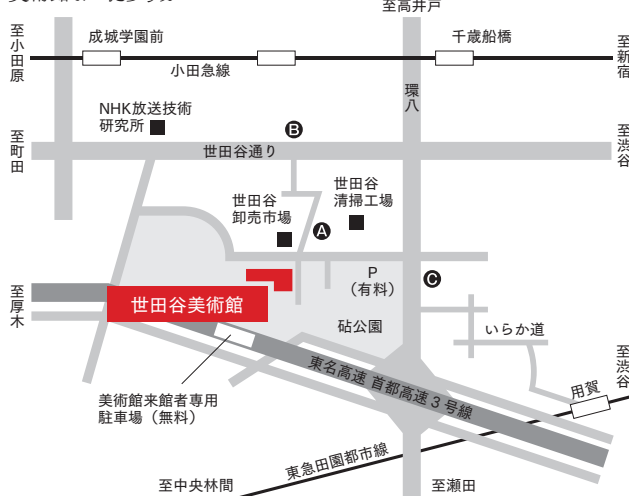 至高井戸
至小田原
成城学園前
千歳船橋
至新宿
小田急線
環八
NHK放送技術
研究所
B
至町田
世田谷通り
至渋谷
世田谷
卸売市場
世田谷
清掃工場
A
P
（有料）
C
至厚木
世田谷美術館
砧公園
いらか道
至渋谷
東名高速 首都高速3号線
用賀
美術館来館者専用
駐車場（無料）
東急田園都市線
至中央林間
至瀬田